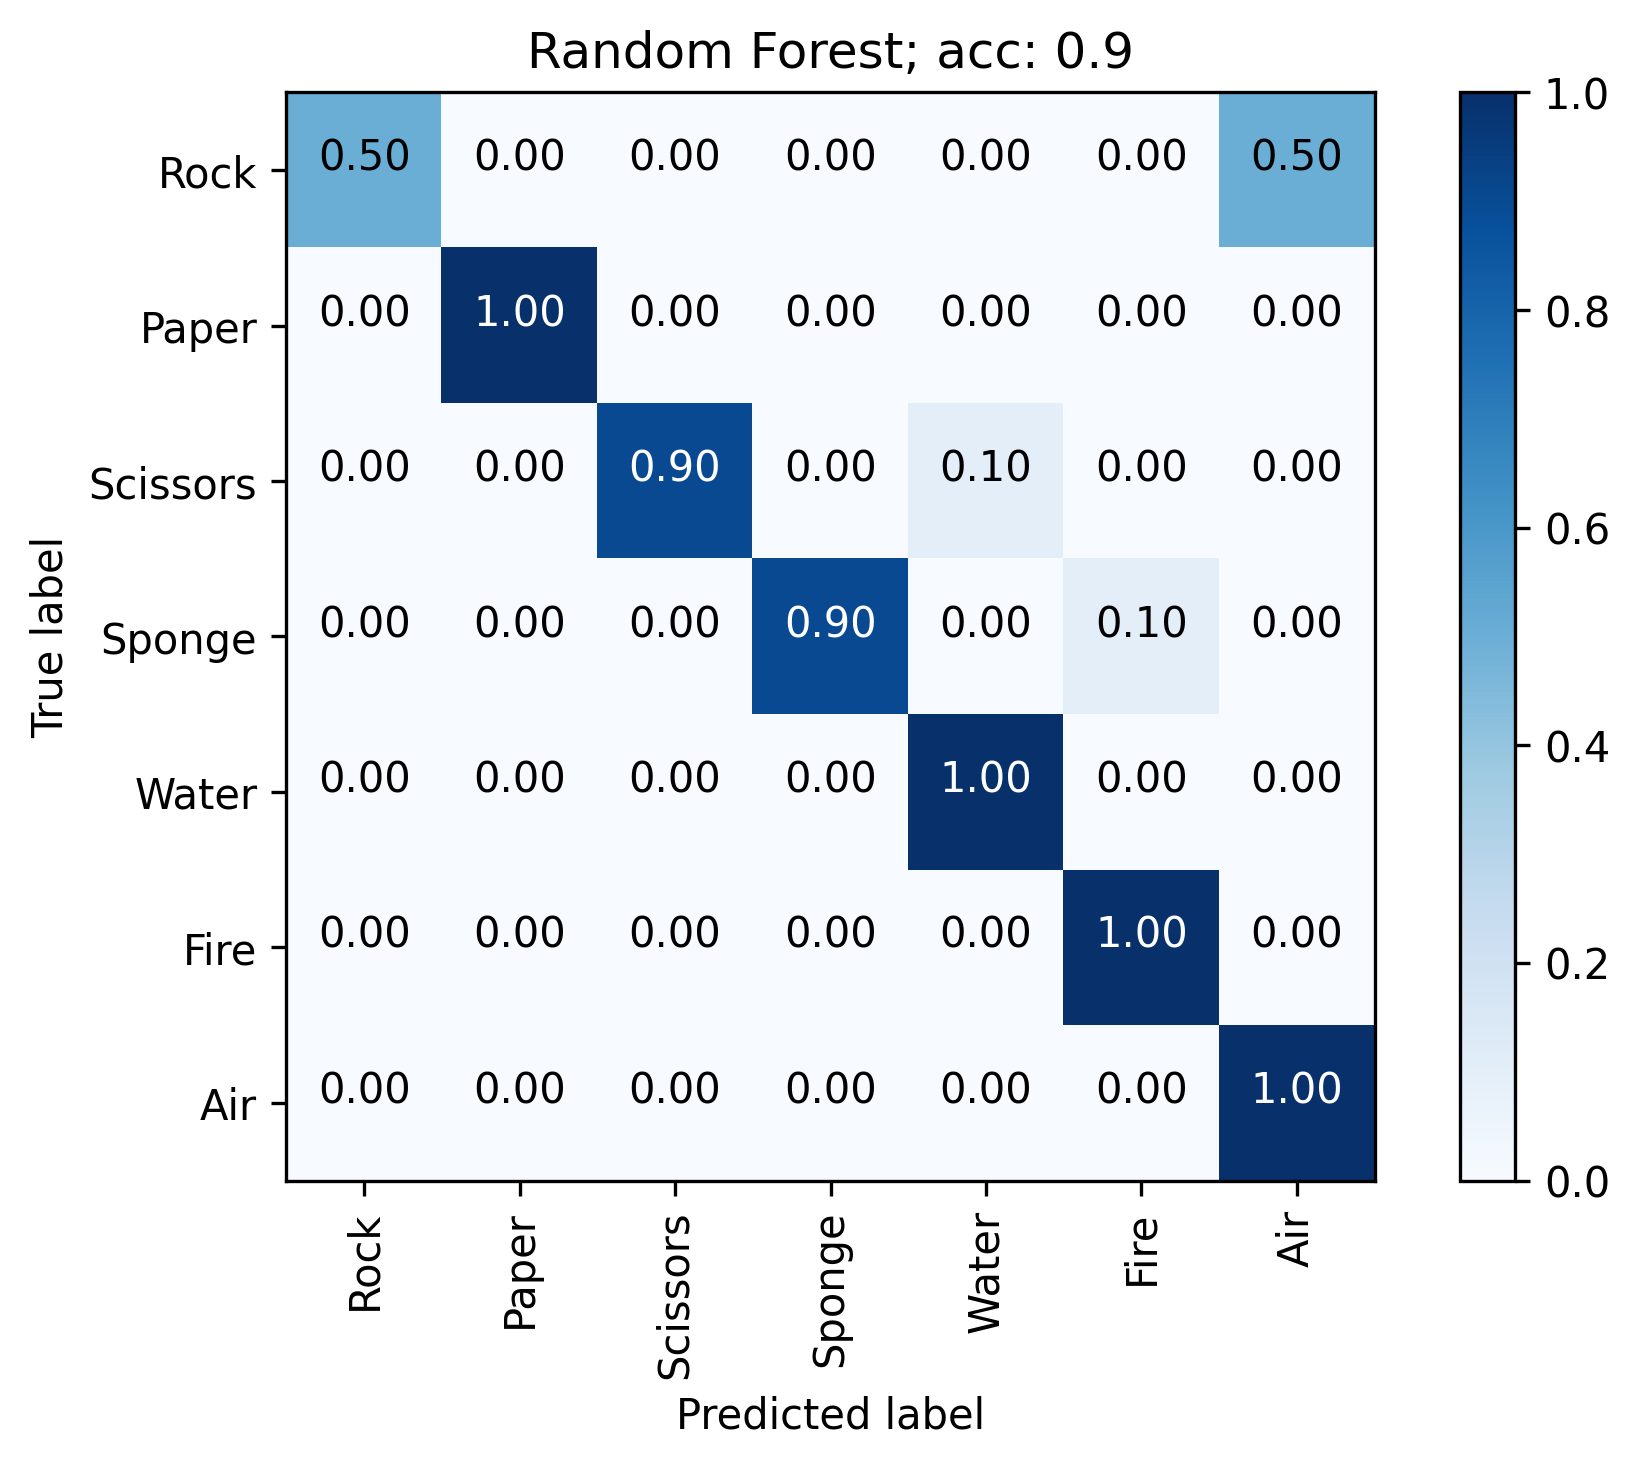 Random Forest; acc: 0.9
Rock 0.50 0.00 0.00 0.00 0.00 0.00 0.50
Paper 0.00 1.00 0.00 0.00 0.00 0.00 0.00
Scissors 0.00 0.00 0.90 0.00 0.10 0.00 0.00
Sponge 0.00 0.00 0.00 0.90 0.00 0.10 0.00
Water 0.00 0.00 0.00 0.00 1.00 0.00 0.00
Fire 0.00 0.00 0.00 0.00 0.00 1.00 0.00
Air 0.00 0.00 0.00 0.00 0.00 0.00 1.00
True label
Rock Paper Scissors Sponge Water Fire Air
Predicted label
1.0
0.8
0.6
0.4
0.2
0.0